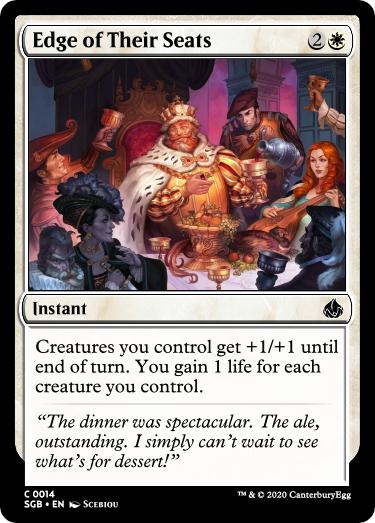 Edge of Their Seats 2
Instant
Creatures you control get +1/+1 until
end of turn. You gain 1 life for each
creature you control.
“The dinner was spectacular. The ale,
outstanding. I simply can’t wait to see
what’s for dessert!”
C 0014
SGB • EN Scebiou
™ & © 2020 CanterburyEgg